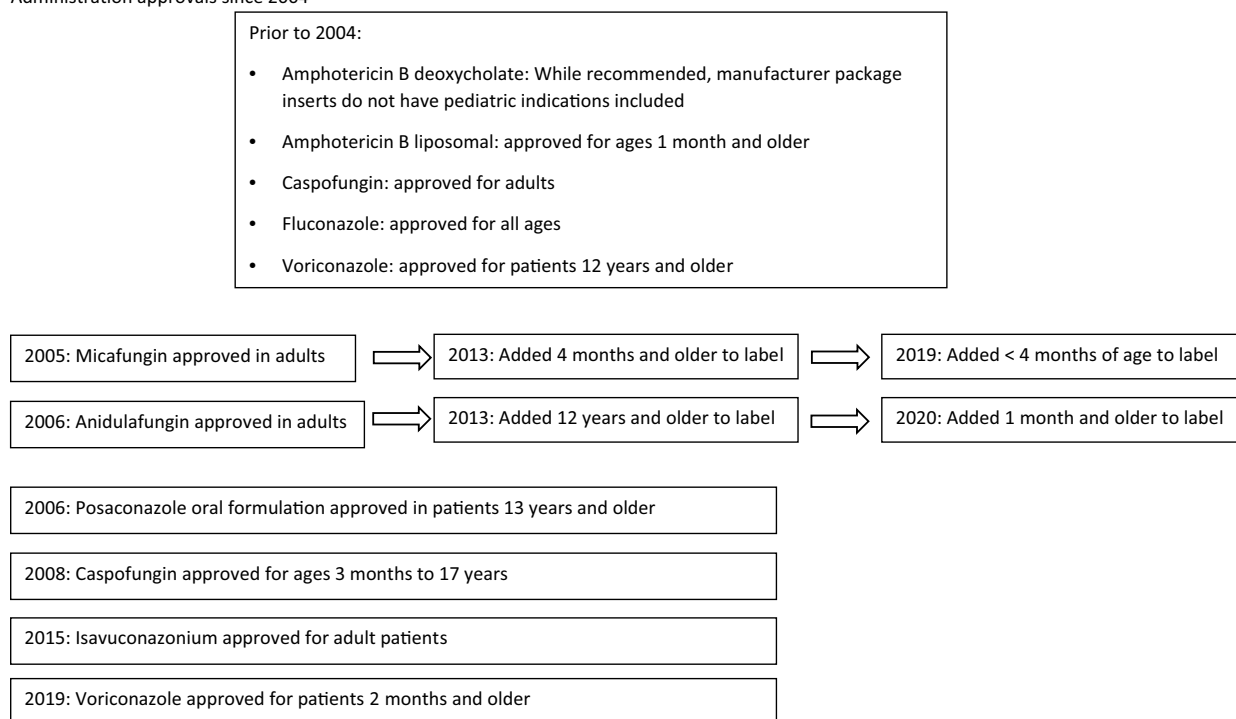 Administration approvals since 2004
Prior to 2004:
• Amphotericin B deoxycholate: While recommended, manufacturer package
inserts do not have pediatric indications included
• Amphotericin B liposomal: approved for ages 1 month and older
• Caspofungin: approved for adults
• Fluconazole: approved for all ages
• Voriconazole: approved for patients 12 years and older
2005: Micafungin approved in adults
2013: Added 4 months and older to label
2019: Added < 4 months of age to label
2006: Anidulafungin approved in adults
2013: Added 12 years and older to label
2020: Added 1 month and older to label
2006: Posaconazole oral formulation approved in patients 13 years and older
2008: Caspofungin approved for ages 3 months to 17 years
2015: Isavuconazonium approved for adult patients
2019: Voriconazole approved for patients 2 months and older